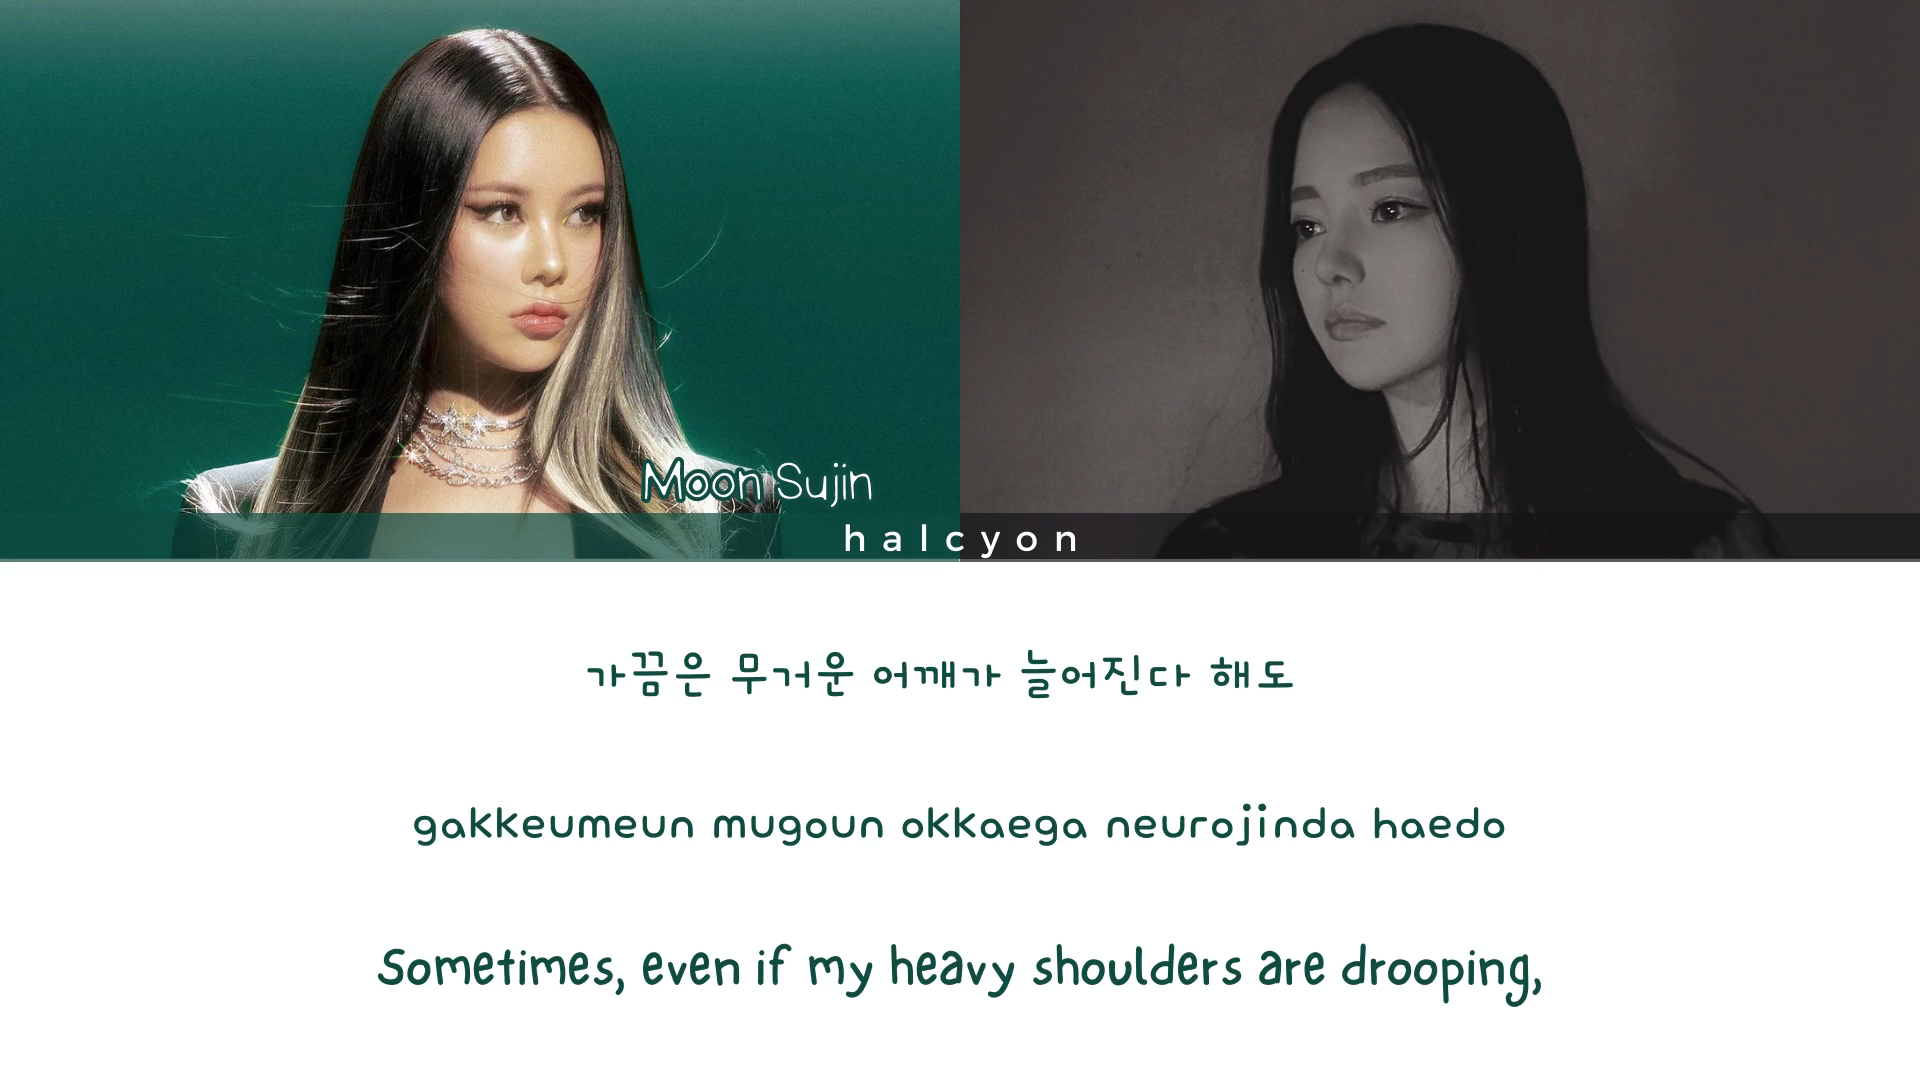 Moon Sujin
halcyon
가끔은 무거운 어깨가 늘어진다 해도
gakkeumeun mugoun okkaega neurojinda haedo
Sometimes, even if my heavy shoulders are drooping,